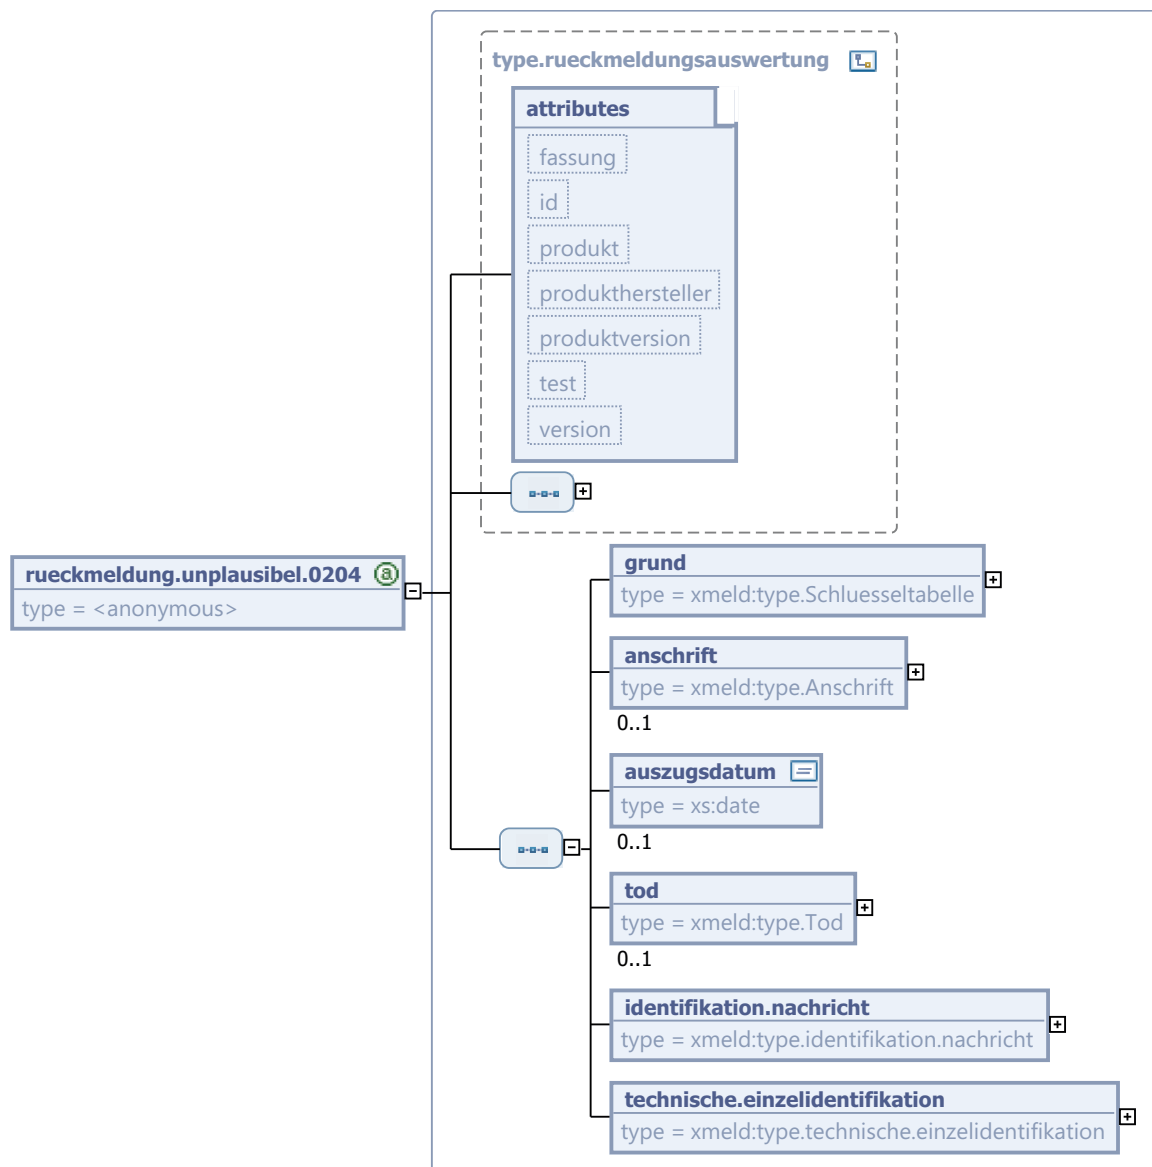 type.rueckmeldungsauswertung
attributes
fassung
id
produkt
produkthersteller
produktversion
test
version
rueckmeldung.unplausibel.0204
type = <anonymous>
grund
type = xmeld:type.Schluesseltabelle
anschrift
type = xmeld:type.Anschrift
0..1
auszugsdatum
type = xs:date
0..1
tod
type = xmeld:type.Tod
0..1
identifikation.nachricht
type = xmeld:type.identifikation.nachricht
technische.einzelidentifikation
type = xmeld:type.technische.einzelidentifikation